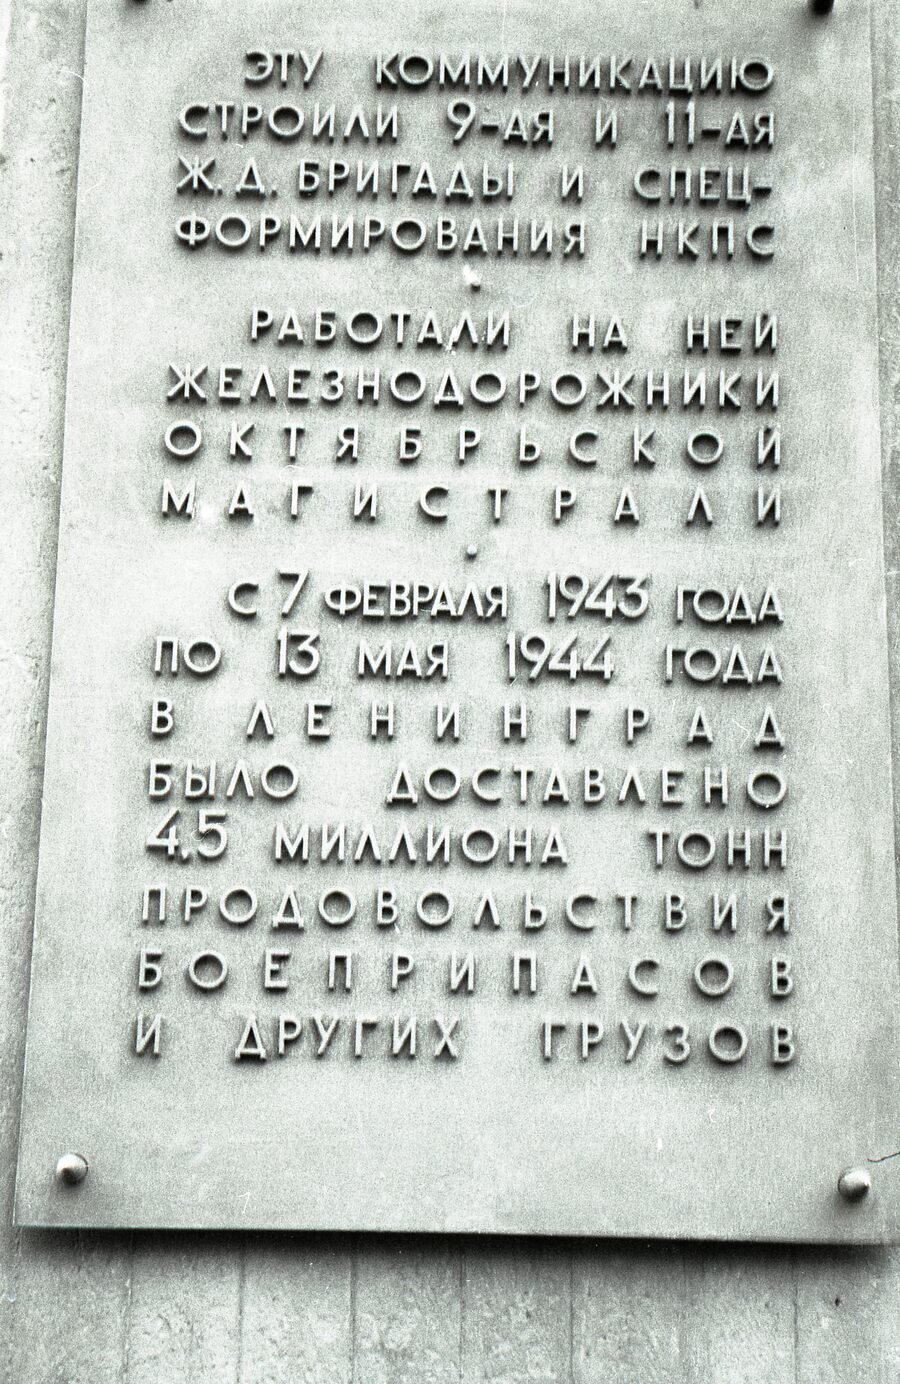 ЭТУ КОММУНИКАЦИЮ
СТРОИЛИ 9-АЯ И 11-АЯ
Ж.Д. БРИГАДЫ И СПЕЦ-
ФОРМИРОВАНИЯ НКПС
РАБОТАЛИ НА НЕЙ
ЖЕЛЕЗНОДОРОЖНИКИ
ОКТЯБРЬСКОЙ
МАГИСТРАЛИ
С 7 ФЕВРАЛЯ 1943 ГОДА
ПО 13 МАЯ 1944 ГОДА
В ЛЕНИНГРАД
БЫЛО ДОСТАВЛЕНО
4,5 МИЛЛИОНА ТОНН
ПРОДОВОЛЬСТВИЯ
БОЕПРИПАСОВ
И ДРУГИХ ГРУЗОВ